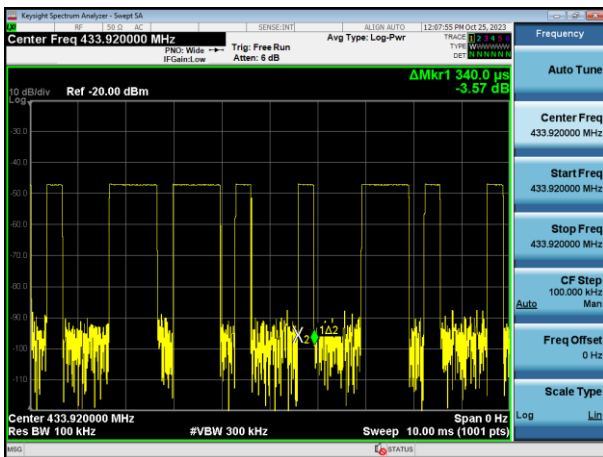 Keysight Spectrum Analyzer - Swept SA
RF 50 Ω AC SENSE:INT ALIGN AUTO 12:07:55 PM Oct 25, 2023
Center Freq 433.920000 MHz Avg Type: Log-Pwr TRACE 1 2 3 4 5 6
PNO: Wide Trig: Free Run TYPE WWWWWW
IFGain:Low Atten: 6 dB DET N N N N N N
ΔMkr1 340.0 µs
-3.57 dB
10 dB/div Ref -20.00 dBm
Log
-30.0
-40.0
-50.0
-60.0
-70.0
-80.0
-90.0
-100
-110
X2 1Δ2
Center 433.920000 MHz Span 0 Hz
Res BW 100 kHz #VBW 300 kHz Sweep 10.00 ms (1001 pts)
MSG STATUS
Frequency
Auto Tune
Center Freq
433.920000 MHz
Start Freq
433.920000 MHz
Stop Freq
433.920000 MHz
CF Step
100.000 kHz
Auto Man
Freq Offset
0 Hz
Scale Type
Log Lin